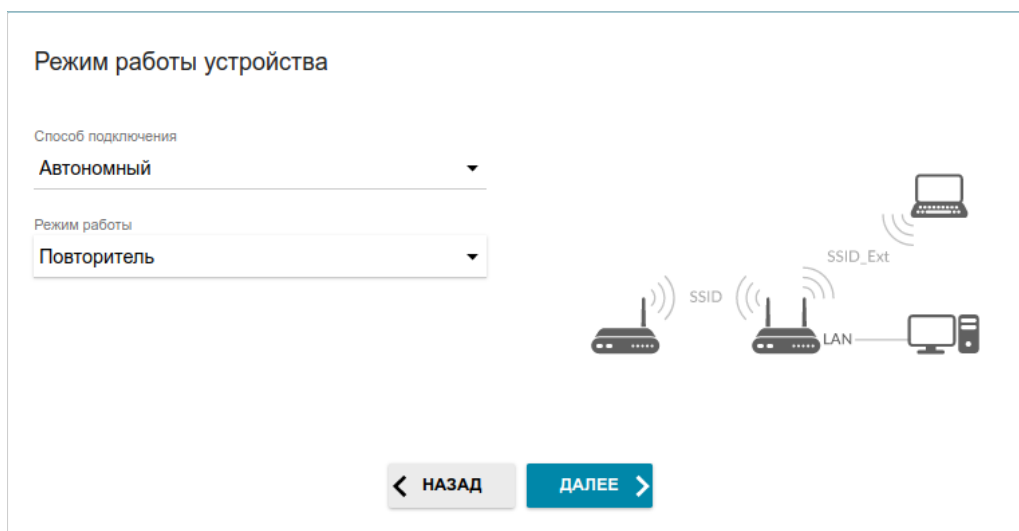 Режим работы устройства
Способ подключения
Автономный
Режим работы
Повторитель
SSID_Ext
SSID
LAN
НАЗАД
ДАЛЕЕ